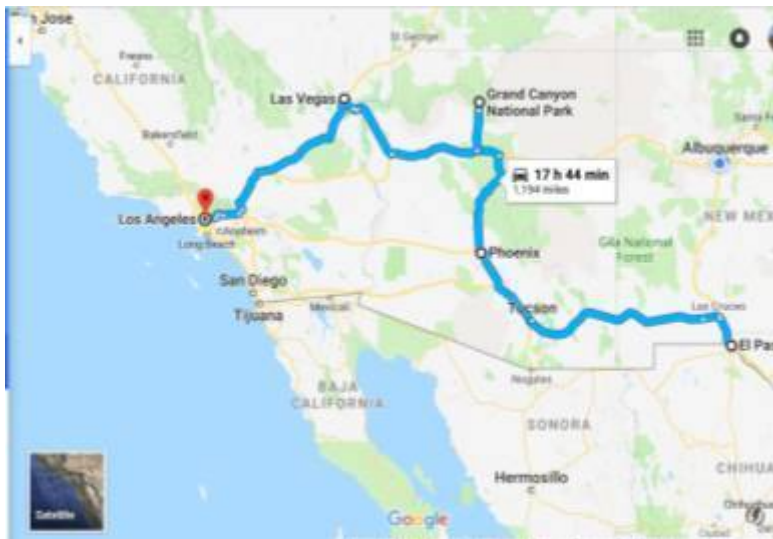 San Jose
Fresno
CALIFORNIA
Las Vegas
Grand Canyon
National Park
Bakersfield
Santa Fe
Albuquerque
17 h 44 min
1,194 miles
Los Angeles
Anaheim
Long Beach
NEW MEX
Gila National
Forest
Phoenix
San Diego
Tijuana
Mexicali
Tucson
Las Cruces
El Pas
Nogales
BAJA
CALIFORNIA
SONORA
Hermosillo
CHIHUA
Satellite
Google
Ciudad